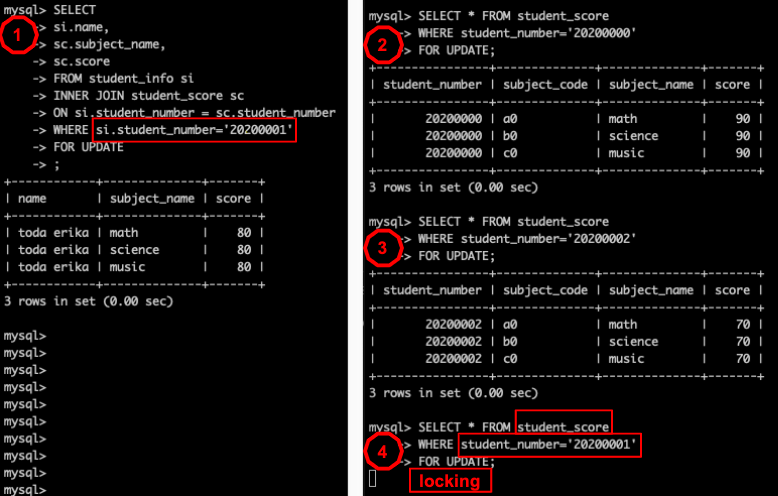 mysql> SELECT
1
-> si.name,
-> sc.subject_name,
-> sc.score
-> FROM student_info si
-> INNER JOIN student_score sc
-> ON si.student_number = sc.student_number
-> WHERE si.student_number='20200001'
-> FOR UPDATE
-> ;
+------------+--------------+-------+
| name       | subject_name | score |
+------------+--------------+-------+
| toda erika | math         |    80 |
| toda erika | science      |    80 |
| toda erika | music        |    80 |
+------------+--------------+-------+
3 rows in set (0.00 sec)
mysql>
mysql>
mysql>
mysql>
mysql>
mysql>
mysql>
mysql>
mysql>
mysql>
mysql> SELECT * FROM student_score
2
-> WHERE student_number='20200000'
-> FOR UPDATE;
+----------------+--------------+--------------+-------+
| student_number | subject_code | subject_name | score |
+----------------+--------------+--------------+-------+
|       20200000 | a0           | math         |    90 |
|       20200000 | b0           | science      |    90 |
|       20200000 | c0           | music        |    90 |
+----------------+--------------+--------------+-------+
3 rows in set (0.00 sec)
mysql> SELECT * FROM student_score
3
-> WHERE student_number='20200002'
-> FOR UPDATE;
+----------------+--------------+--------------+-------+
| student_number | subject_code | subject_name | score |
+----------------+--------------+--------------+-------+
|       20200002 | a0           | math         |    70 |
|       20200002 | b0           | science      |    70 |
|       20200002 | c0           | music        |    70 |
+----------------+--------------+--------------+-------+
3 rows in set (0.00 sec)
mysql> SELECT * FROM student_score
4
-> WHERE student_number='20200001'
-> FOR UPDATE;
locking